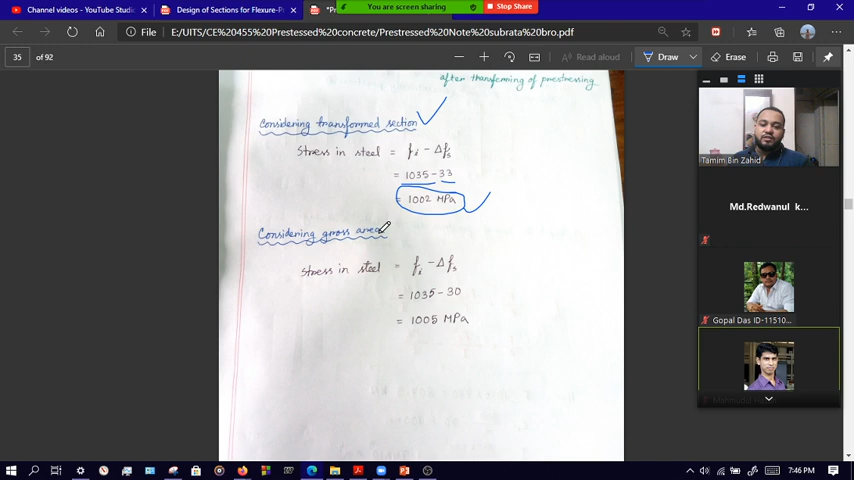 Channel videos - YouTube Studio
Design of Sections for Flexure-P
You are screen sharing
Stop Share
File
E:/UITS/CE%20455%20Prestessed%20concrete/Prestressed%20Note%20subrata%20bro.pdf
35
of 92
Read aloud
Draw
Erase
after transferring of prestressing
Considering transformed section
Stress in steel = fi - Δfs
= 1035-33
= 1002 MPa
Considering gross area
Stress in steel = fi - Δfs
= 1035-30
= 1005 MPa
Tamim Bin Zahid
Md.Redwanul k...
Gopal Das ID-11510...
7:46 PM